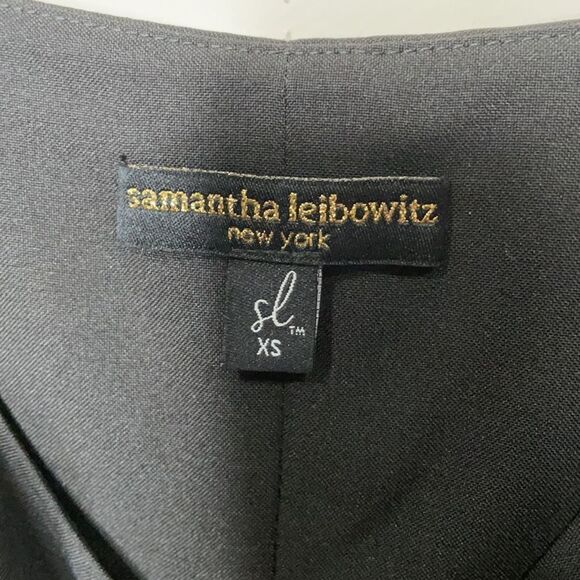 samantha leibowitz
new york
sl™
XS